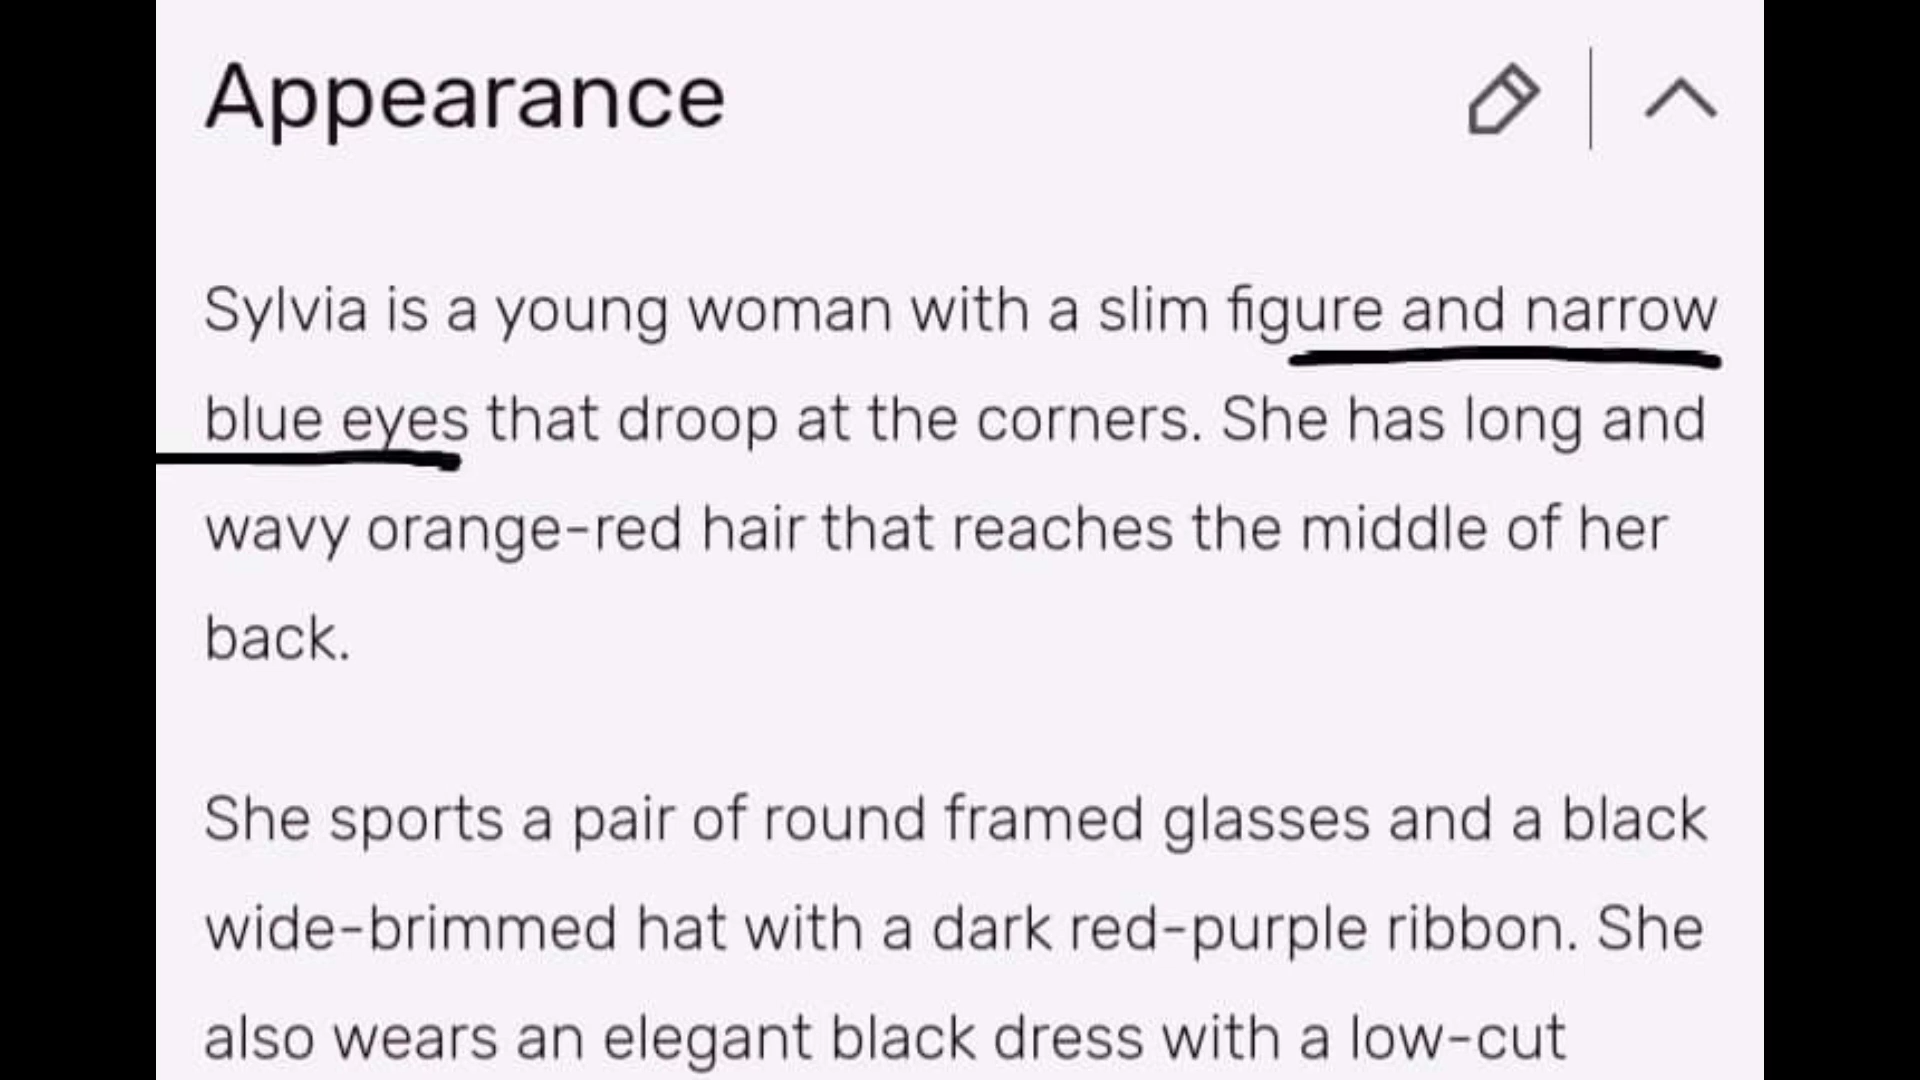 Appearance
Sylvia is a young woman with a slim figure and narrow
blue eyes that droop at the corners. She has long and
wavy orange-red hair that reaches the middle of her
back.
She sports a pair of round framed glasses and a black
wide-brimmed hat with a dark red-purple ribbon. She
also wears an elegant black dress with a low-cut